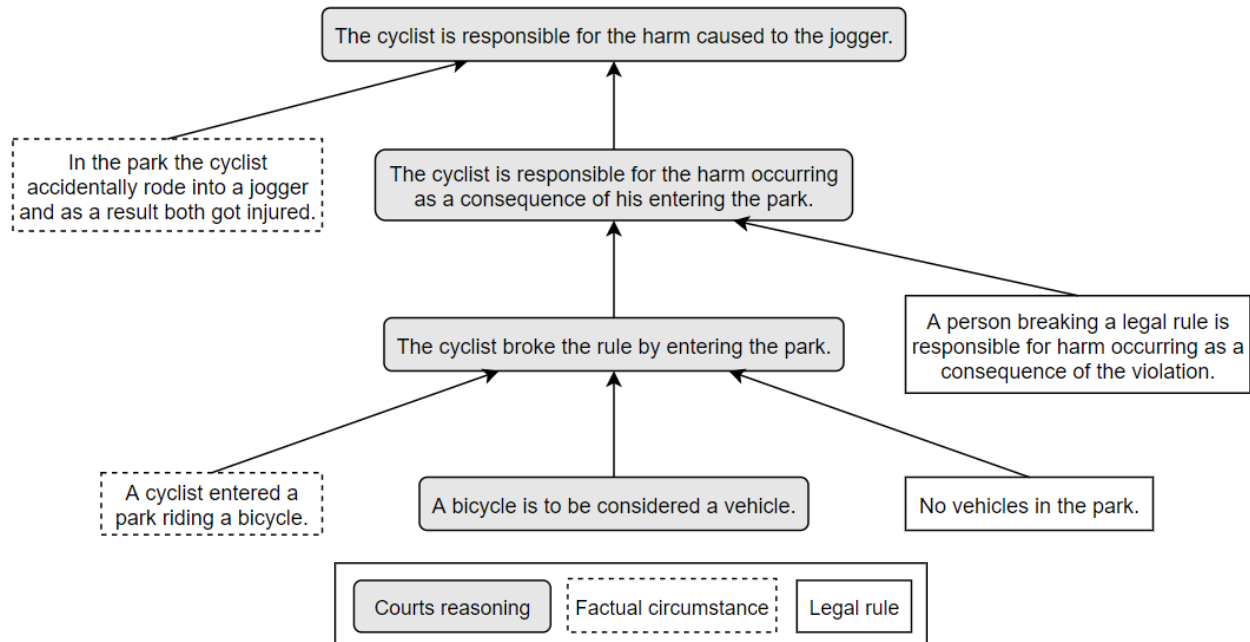 The cyclist is responsible for the harm caused to the jogger.
In the park the cyclist
accidentally rode into a jogger
and as a result both got injured.
The cyclist is responsible for the harm occurring
as a consequence of his entering the park.
A person breaking a legal rule is
responsible for harm occurring as a
consequence of the violation.
The cyclist broke the rule by entering the park.
A cyclist entered a
park riding a bicycle.
A bicycle is to be considered a vehicle.
No vehicles in the park.
Courts reasoning
Factual circumstance
Legal rule